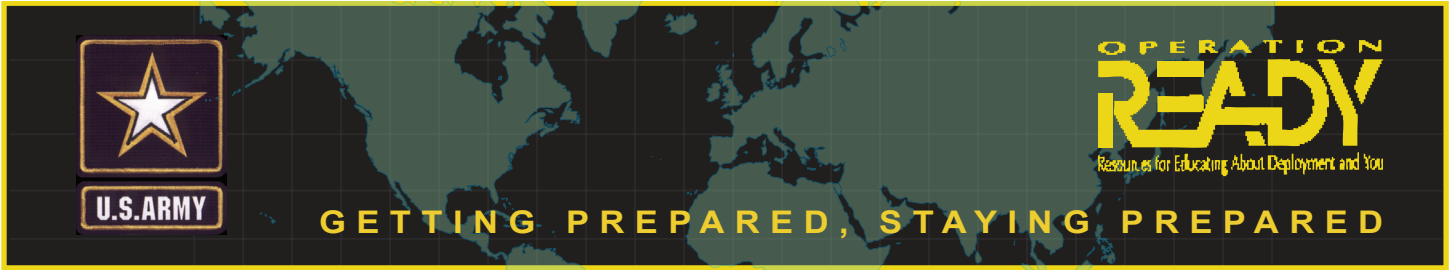 OPERATION
READY
Resources for Educating About Deployment and You
U.S.ARMY
GETTING PREPARED, STAYING PREPARED